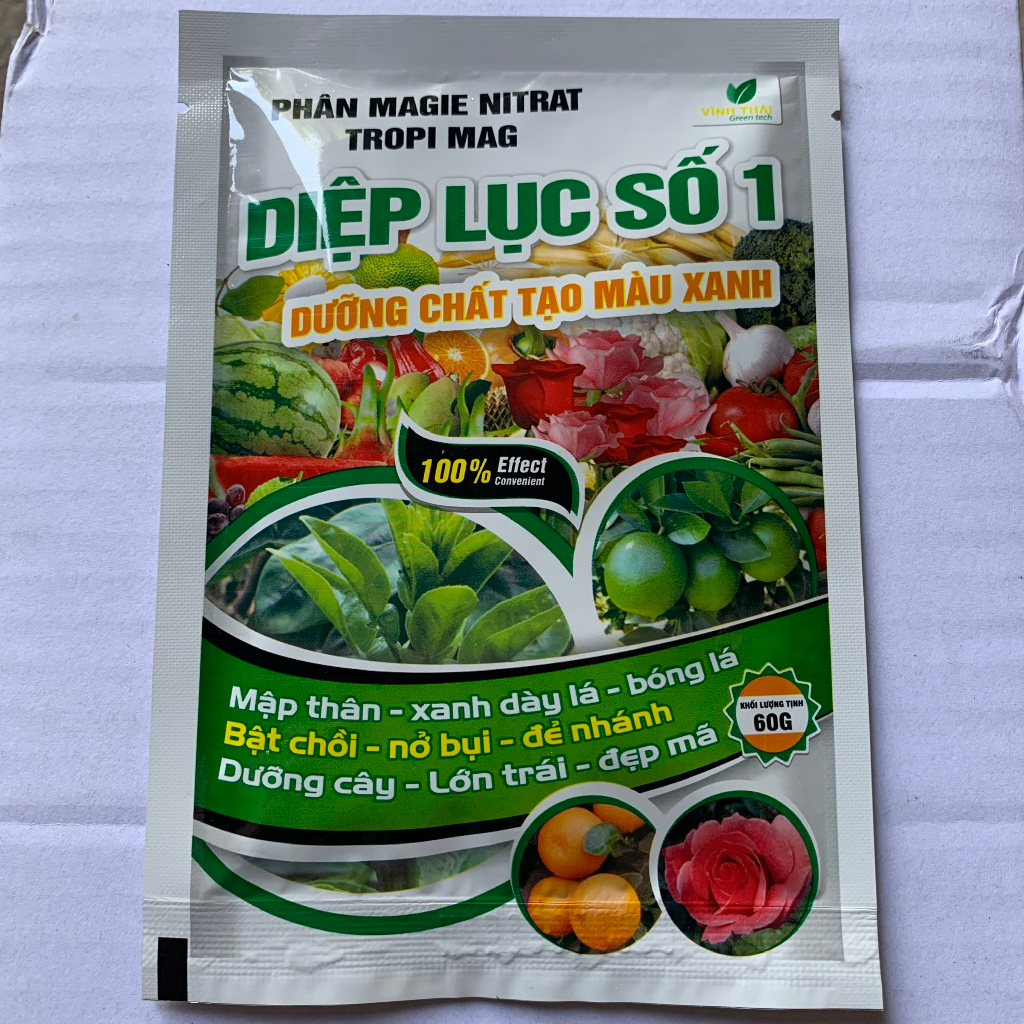 PHÂN MAGIE NITRAT
TROPI MAG
VĨNH THÁI
Green tech
DIỆP LỤC SỐ 1
DƯỠNG CHẤT TẠO MÀU XANH
100% Effect
Convenient
Mập thân - xanh dày lá - bóng lá
Bật chồi - nở bụi - đẻ nhánh
Dưỡng cây - Lớn trái - đẹp mã
KHỐI LƯỢNG TỊNH
60G